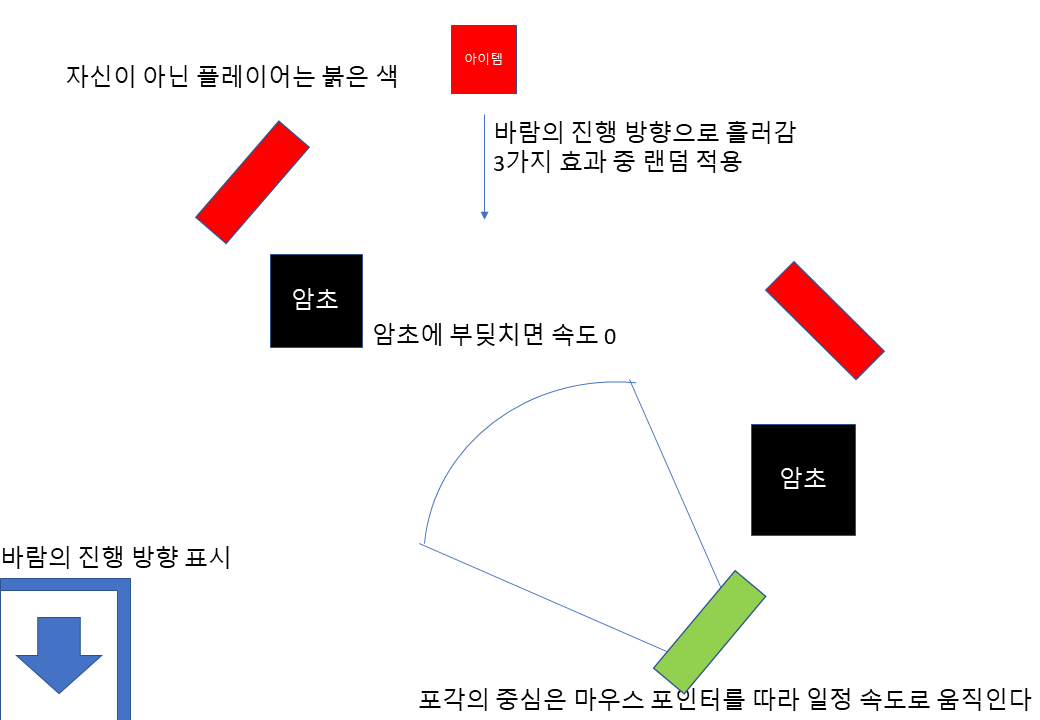 아이템
자신이 아닌 플레이어는 붉은 색
바람의 진행 방향으로 흘러감
3가지 효과 중 랜덤 적용
암초
암초에 부딪치면 속도 0
암초
바람의 진행 방향 표시
포각의 중심은 마우스 포인터를 따라 일정 속도로 움직인다